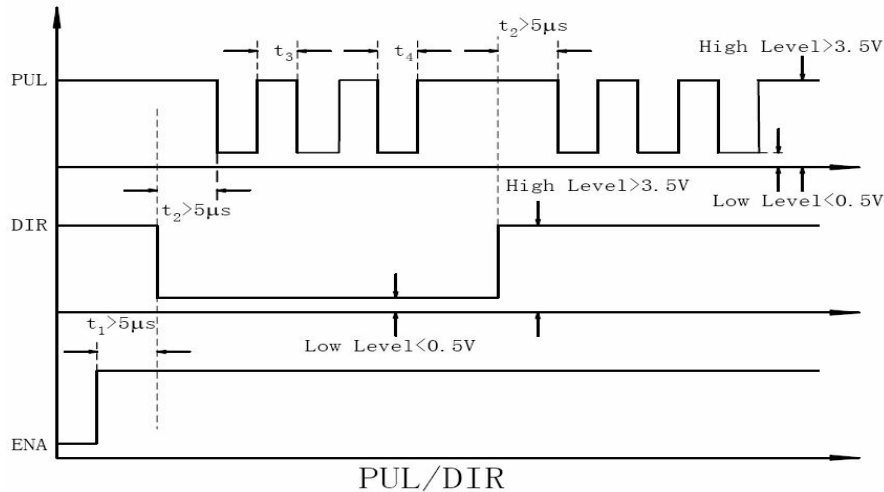 t₂>5μs
t₃
t₄
High Level>3.5V
PUL
High Level>3.5V
Low Level<0.5V
t₂>5μs
DIR
t₁>5μs
Low Level<0.5V
ENA
PUL/DIR